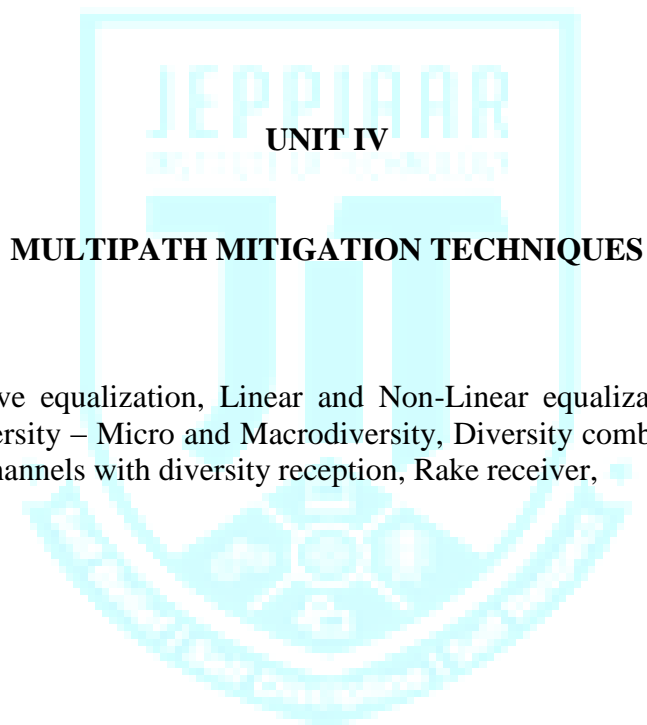 JEPPIAAR
UNIT IV
MULTIPATH MITIGATION TECHNIQUES
ve equalization, Linear and Non-Linear equaliza
ersity – Micro and Macrodiversity, Diversity comb
hannels with diversity reception, Rake receiver,